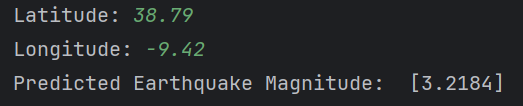 Latitude: 38.79
Longitude: -9.42
Predicted Earthquake Magnitude:  [3.2184]